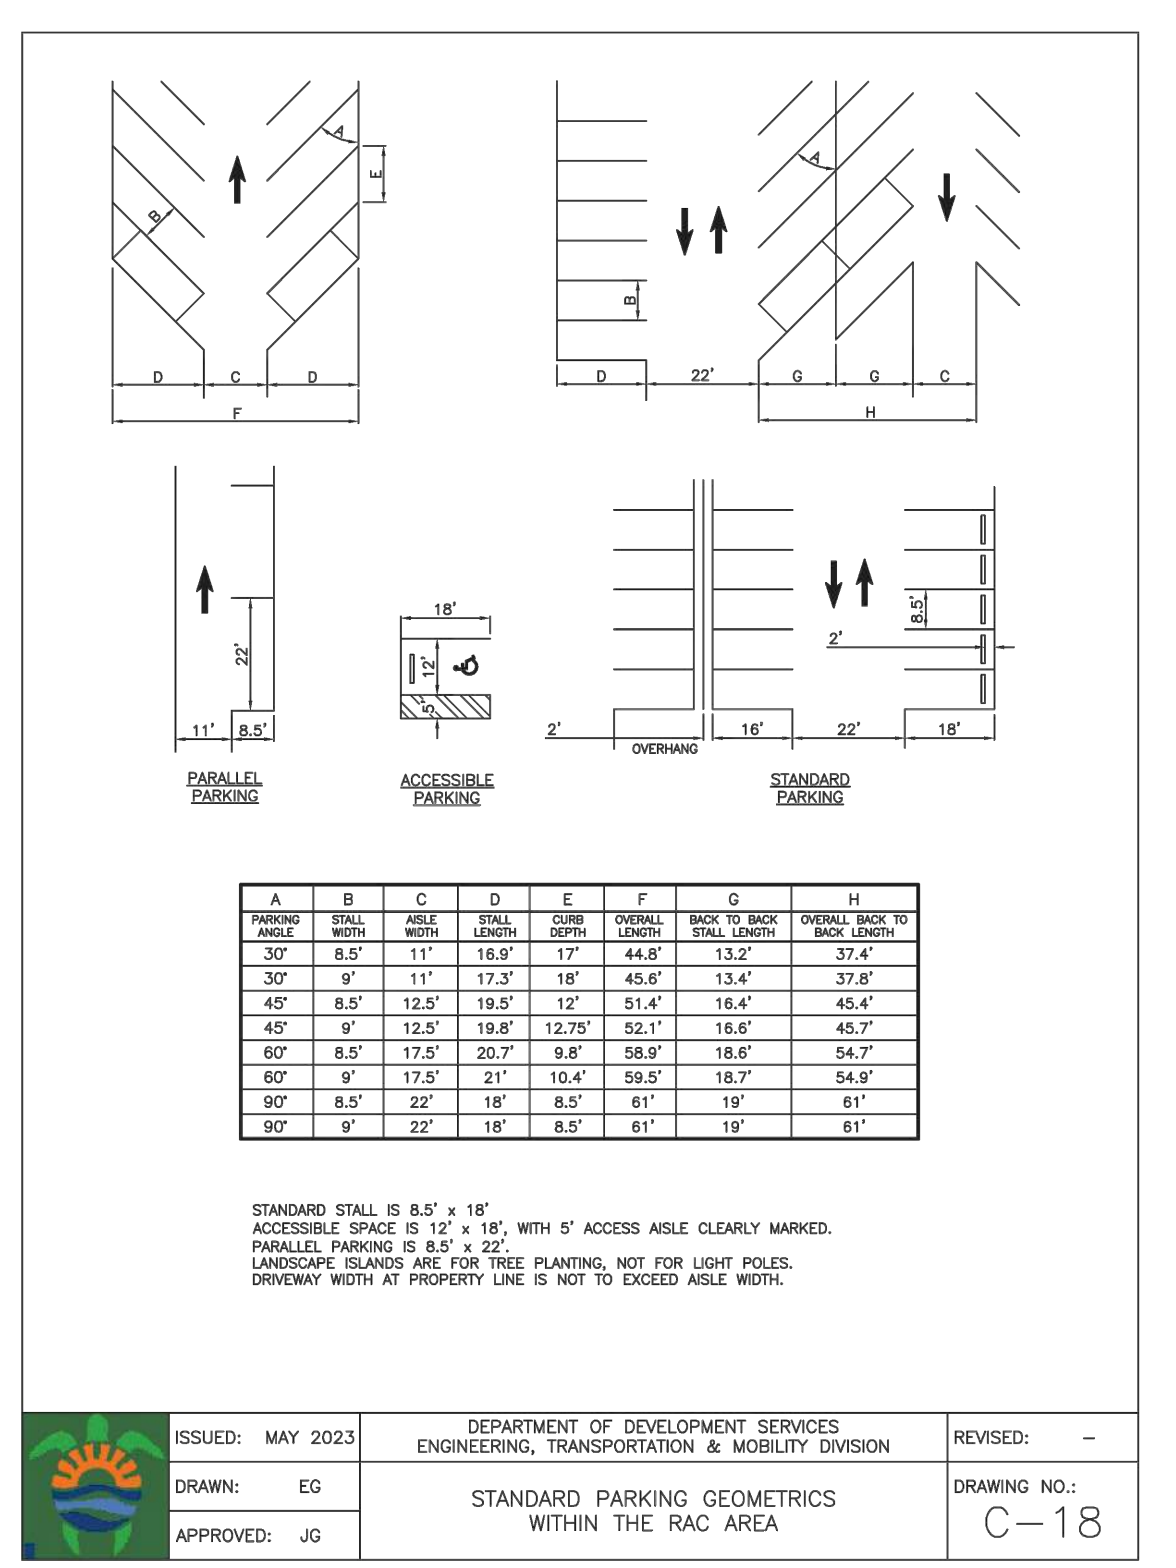 A
E
B
D C D
F
A
B
D 22' G G C
H
22'
11' 8.5'
PARALLEL
PARKING
18'
12'
5'
ACCESSIBLE
PARKING
8.5'
2'
2' 16' 22' 18'
OVERHANG
STANDARD
PARKING
A B C D E F G H
PARKING ANGLE STALL WIDTH AISLE WIDTH STALL LENGTH CURB DEPTH OVERALL LENGTH BACK TO BACK STALL LENGTH OVERALL BACK TO BACK LENGTH
30° 8.5' 11' 16.9' 17' 44.8' 13.2' 37.4'
30° 9' 11' 17.3' 18' 45.6' 13.4' 37.8'
45° 8.5' 12.5' 19.5' 12' 51.4' 16.4' 45.4'
45° 9' 12.5' 19.8' 12.75' 52.1' 16.6' 45.7'
60° 8.5' 17.5' 20.7' 9.8' 58.9' 18.6' 54.7'
60° 9' 17.5' 21' 10.4' 59.5' 18.7' 54.9'
90° 8.5' 22' 18' 8.5' 61' 19' 61'
90° 9' 22' 18' 8.5' 61' 19' 61'
STANDARD STALL IS 8.5' x 18'
ACCESSIBLE SPACE IS 12' x 18', WITH 5' ACCESS AISLE CLEARLY MARKED.
PARALLEL PARKING IS 8.5' x 22'.
LANDSCAPE ISLANDS ARE FOR TREE PLANTING, NOT FOR LIGHT POLES.
DRIVEWAY WIDTH AT PROPERTY LINE IS NOT TO EXCEED AISLE WIDTH.
ISSUED: MAY 2023
DRAWN: EG
APPROVED: JG
DEPARTMENT OF DEVELOPMENT SERVICES
ENGINEERING, TRANSPORTATION & MOBILITY DIVISION
STANDARD PARKING GEOMETRICS
WITHIN THE RAC AREA
REVISED: –
DRAWING NO.:
C-18